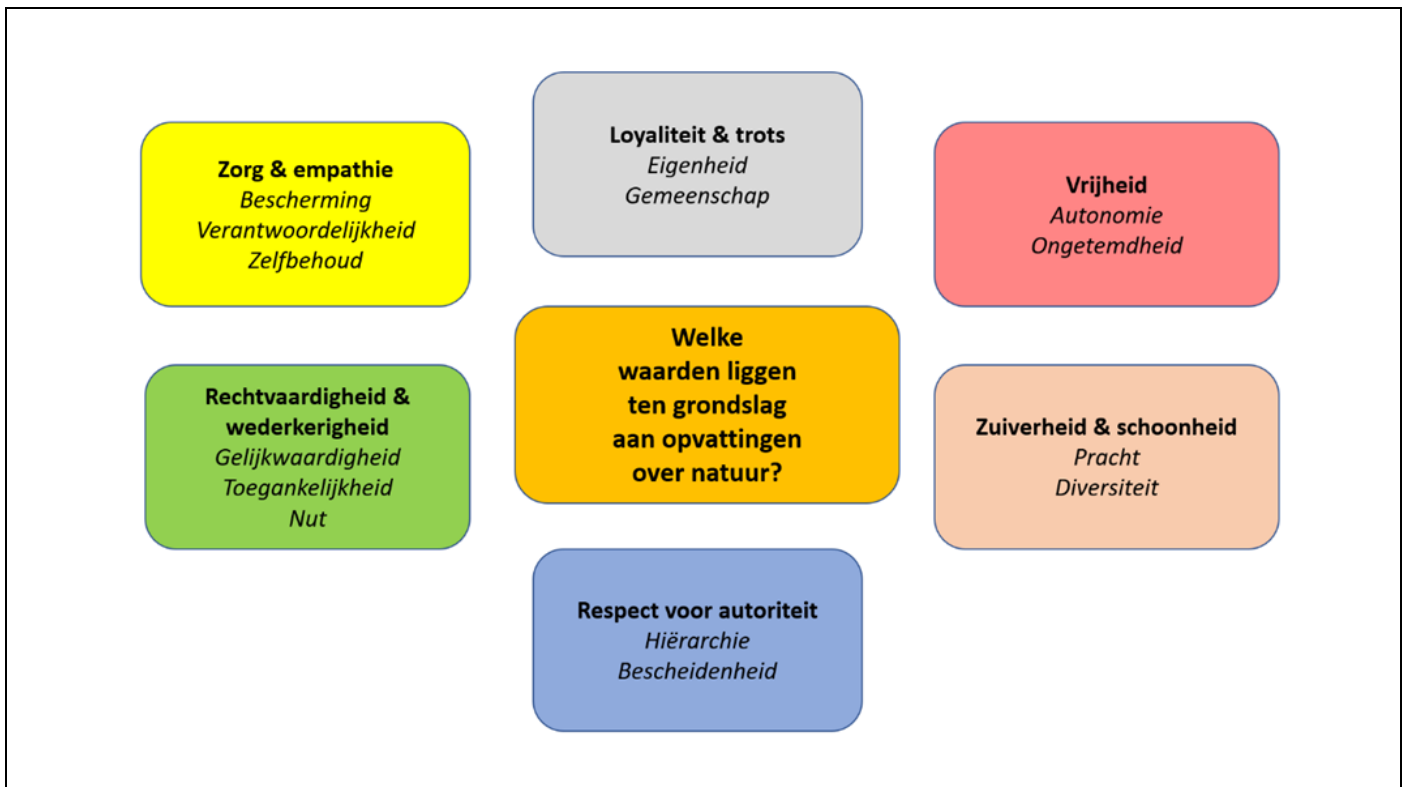 Zorg & empathie
Bescherming
Verantwoordelijkheid
Zelfbehoud
Loyaliteit & trots
Eigenheid
Gemeenschap
Vrijheid
Autonomie
Ongetemdheid
Rechtvaardigheid &
wederkerigheid
Gelijkwaardigheid
Toegankelijkheid
Nut
Welke
waarden liggen
ten grondslag
aan opvattingen
over natuur?
Zuiverheid & schoonheid
Pracht
Diversiteit
Respect voor autoriteit
Hiërarchie
Bescheidenheid